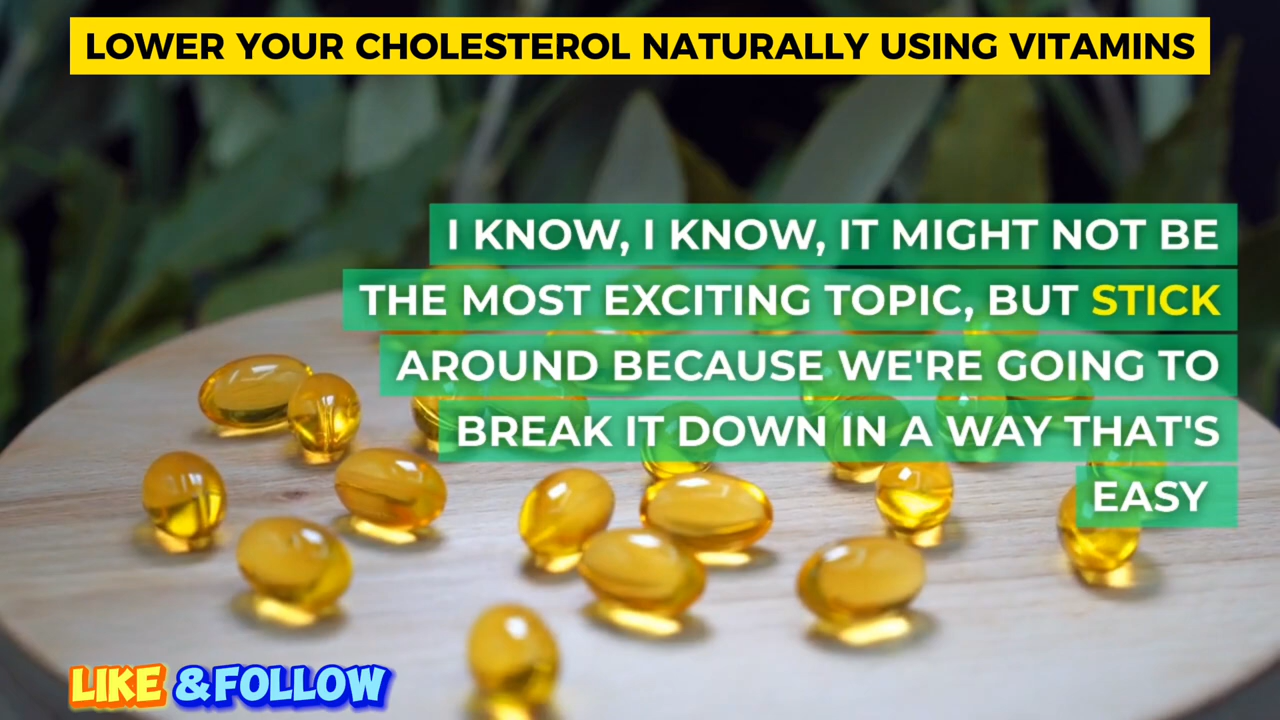 LOWER YOUR CHOLESTEROL NATURALLY USING VITAMINS
I KNOW, I KNOW, IT MIGHT NOT BE
THE MOST EXCITING TOPIC, BUT STICK
AROUND BECAUSE WE'RE GOING TO
BREAK IT DOWN IN A WAY THAT'S
EASY
LIKE &FOLLOW